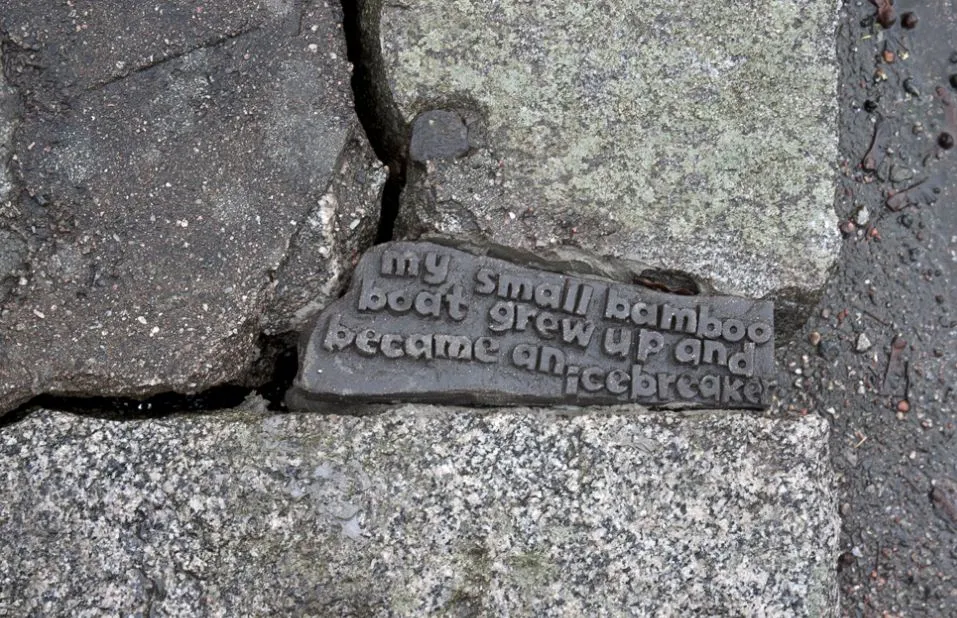 my small bamboo
boat grew up and
became an icebreaker